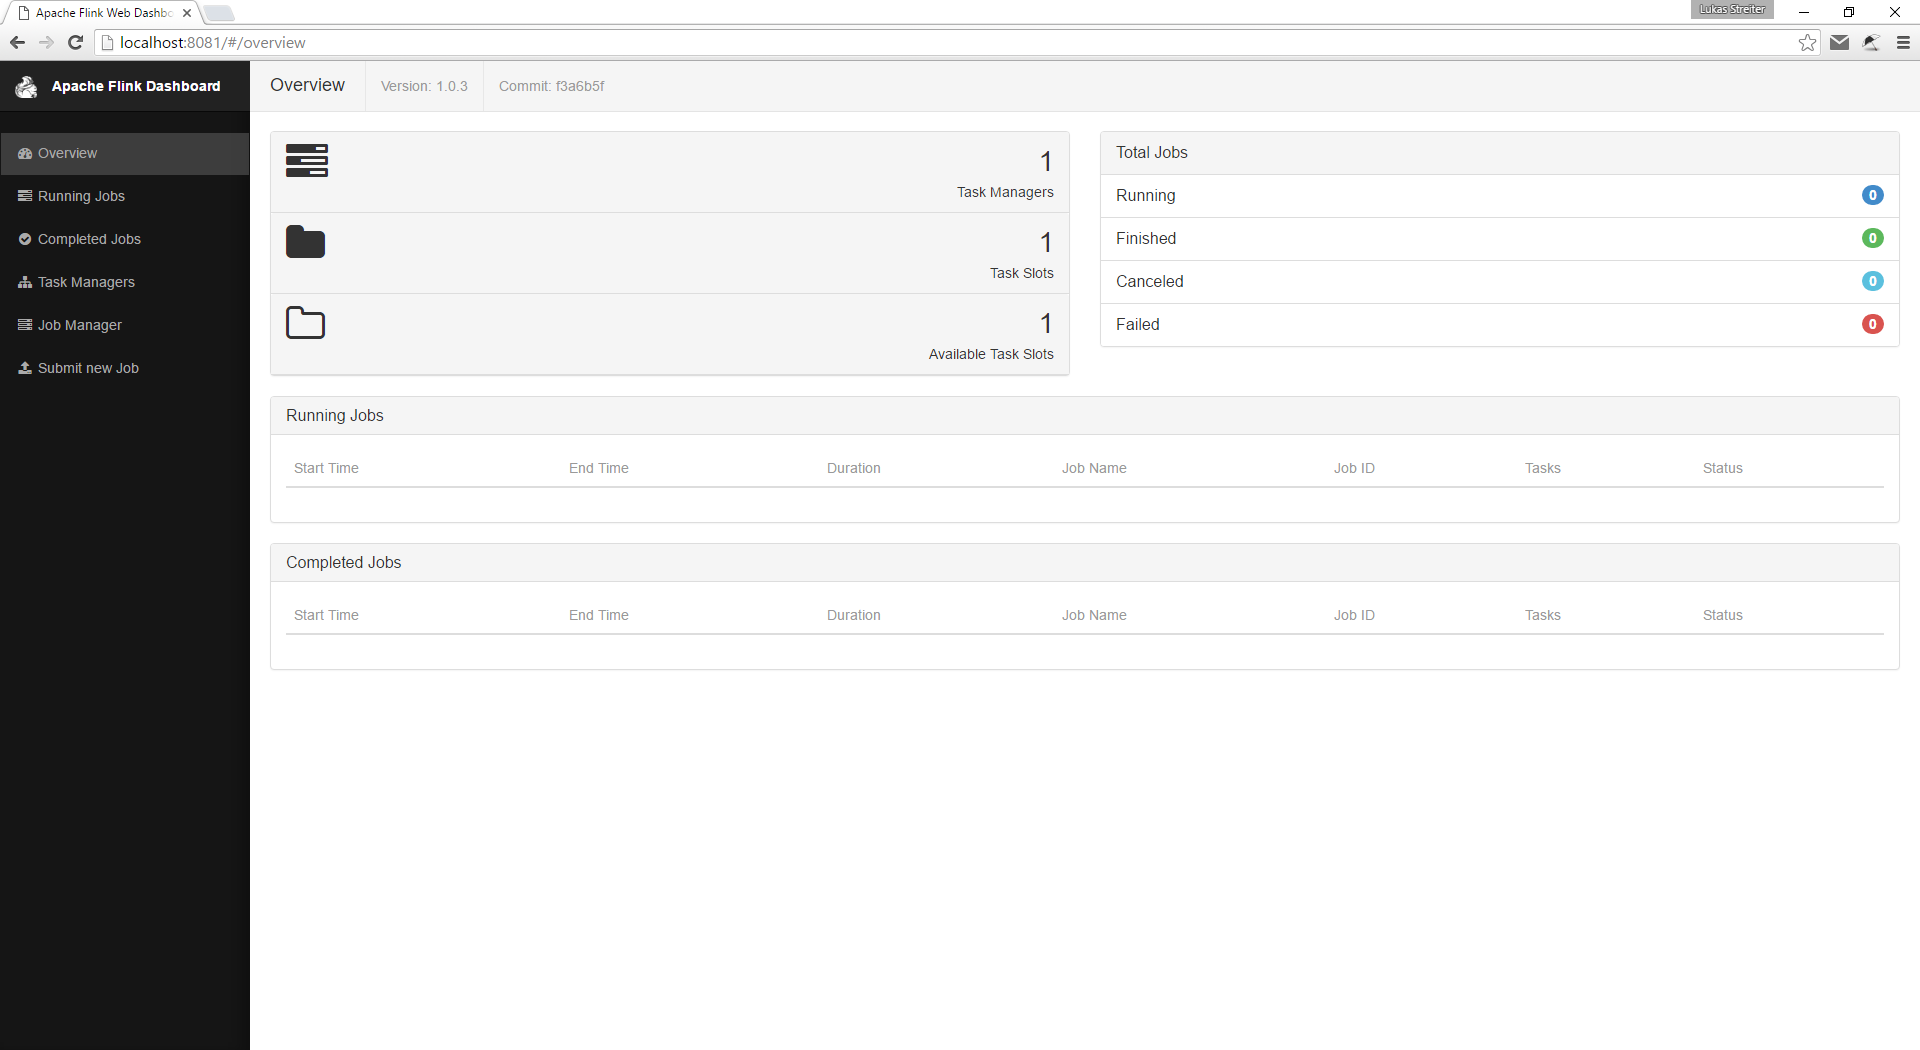 Apache Flink Web Dashbo
Lukas Streiter
localhost:8081/#/overview
Apache Flink Dashboard
Overview
Version: 1.0.3
Commit: f3a6b5f
Overview
Running Jobs
Completed Jobs
Task Managers
Job Manager
Submit new Job
1
Task Managers
1
Task Slots
1
Available Task Slots
Total Jobs
Running 0
Finished 0
Canceled 0
Failed 0
Running Jobs
Start Time End Time Duration Job Name Job ID Tasks Status
Completed Jobs
Start Time End Time Duration Job Name Job ID Tasks Status